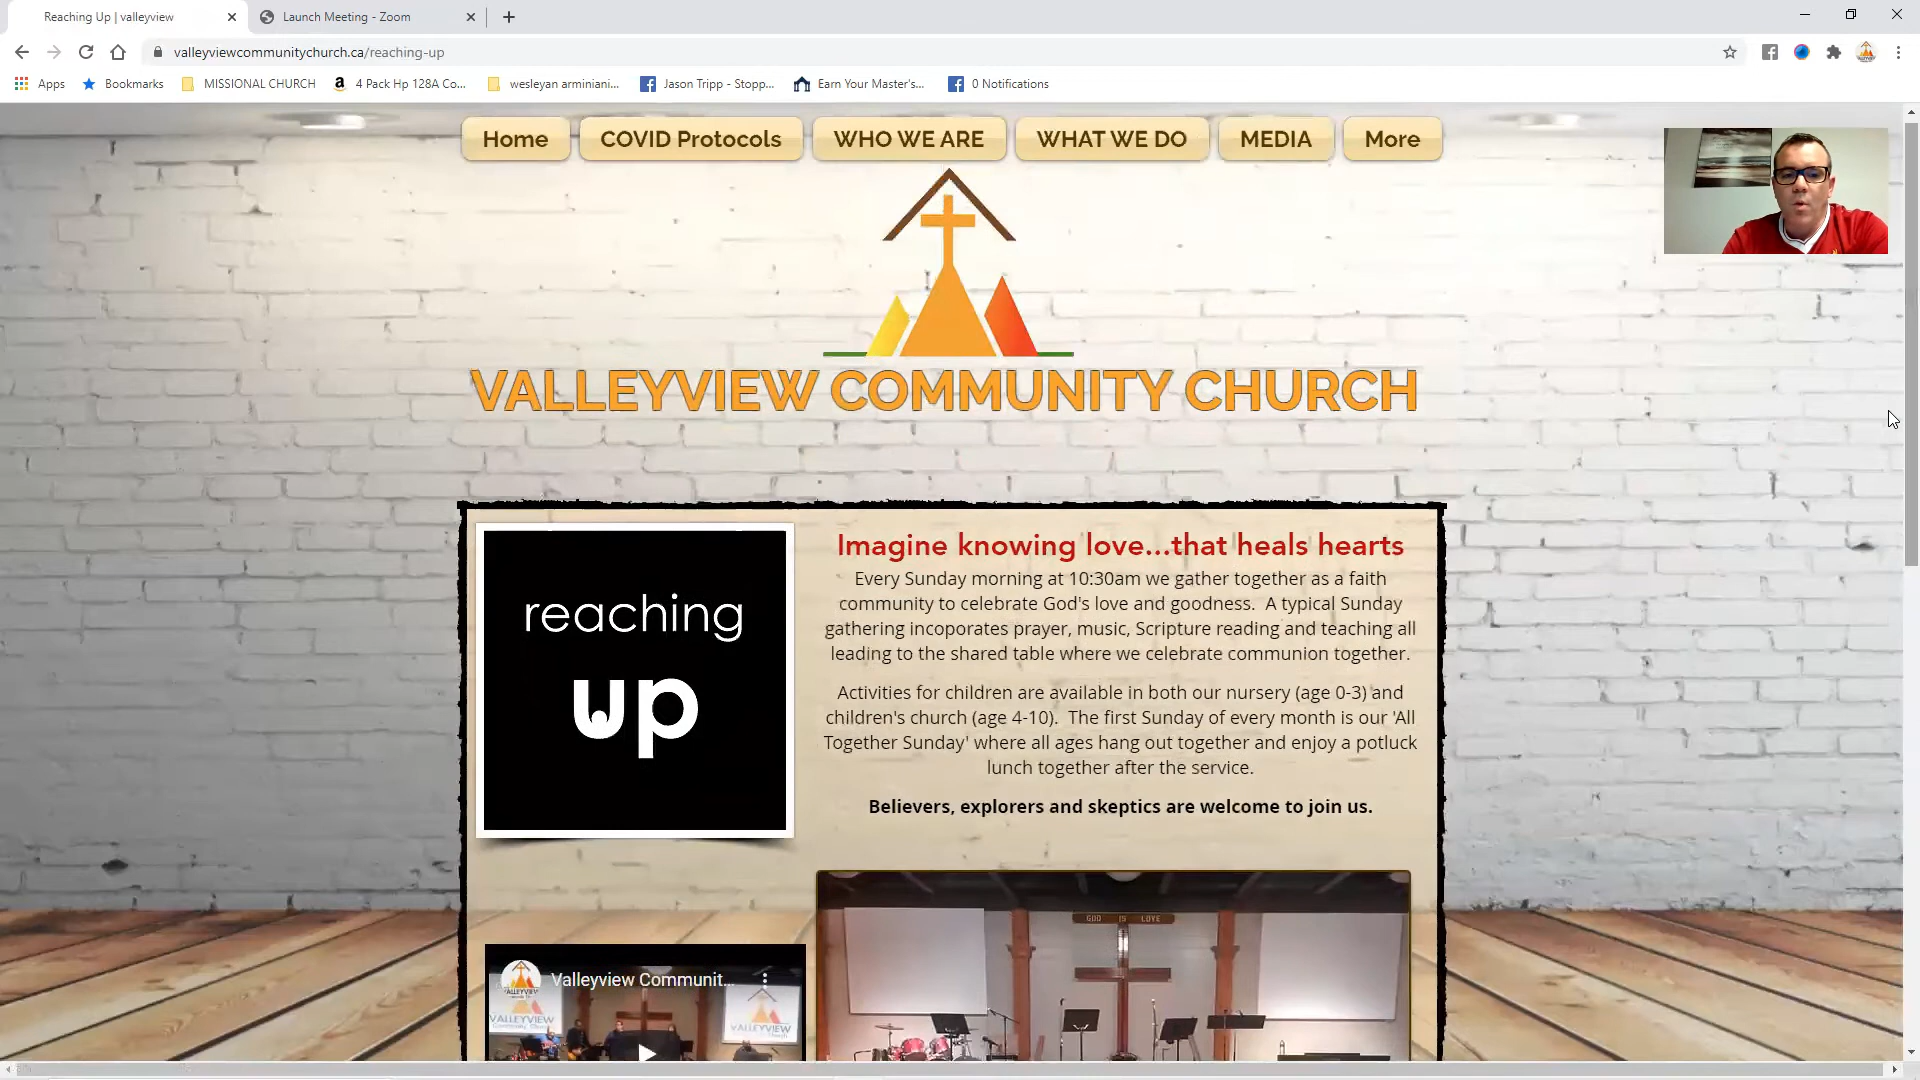 Reaching Up | valleyview
Launch Meeting - Zoom
valleyviewcommunitychurch.ca/reaching-up
Apps
Bookmarks
MISSIONAL CHURCH
4 Pack Hp 128A Co...
wesleyan arminiani...
Jason Tripp - Stopp...
Earn Your Master's...
0 Notifications
Home
COVID Protocols
WHO WE ARE
WHAT WE DO
MEDIA
More
VALLEYVIEW COMMUNITY CHURCH
reaching
up
Imagine knowing love...that heals hearts
Every Sunday morning at 10:30am we gather together as a faith
community to celebrate God's love and goodness. A typical Sunday
gathering incoporates prayer, music, Scripture reading and teaching all
leading to the shared table where we celebrate communion together.
Activities for children are available in both our nursery (age 0-3) and
children's church (age 4-10). The first Sunday of every month is our 'All
Together Sunday' where all ages hang out together and enjoy a potluck
lunch together after the service.
Believers, explorers and skeptics are welcome to join us.
GOD IS LOVE
Valleyview Communit...
VALLEYVIEW
VALLEYVIEW
VALLEYVIEW